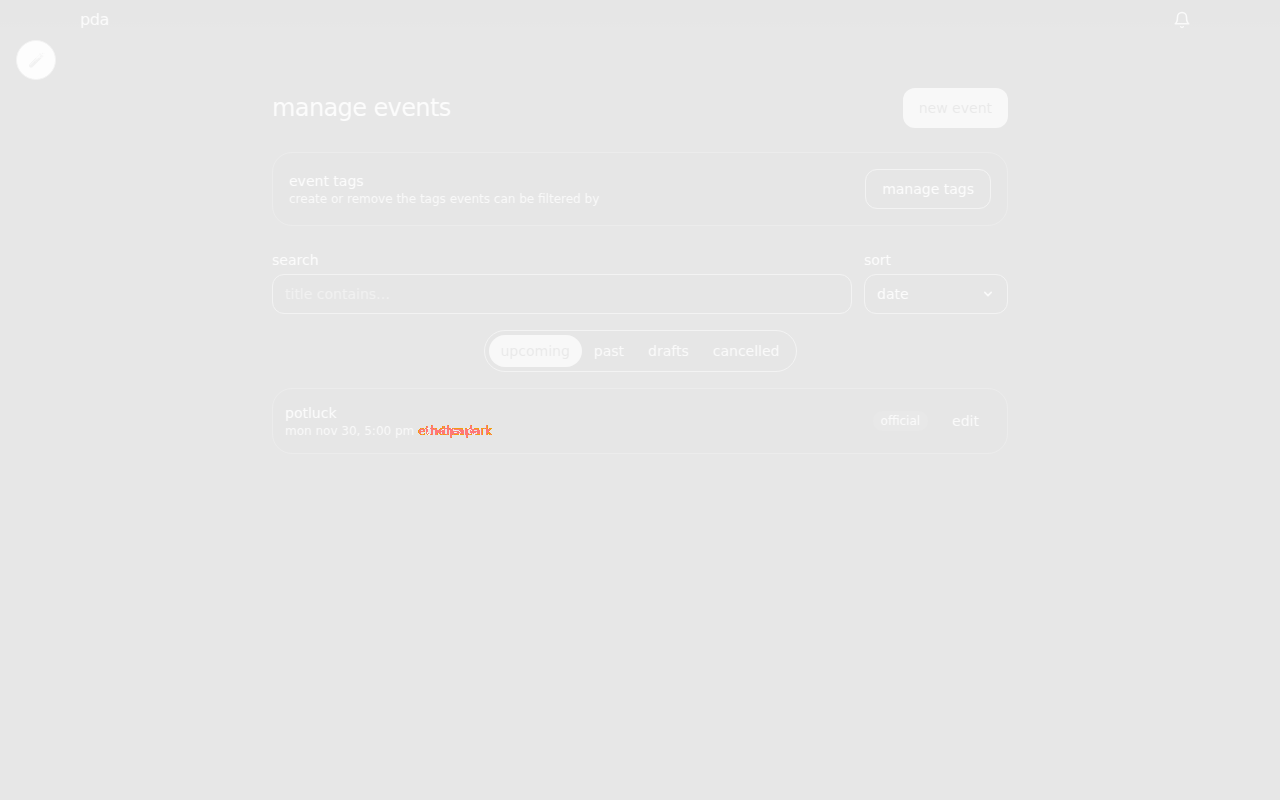 pda
manage events
new event
event tags
create or remove the tags events can be filtered by
manage tags
search
sort
title contains...
date
upcoming
past
drafts
cancelled
potluck
mon nov 30, 5:00 pm
official
edit